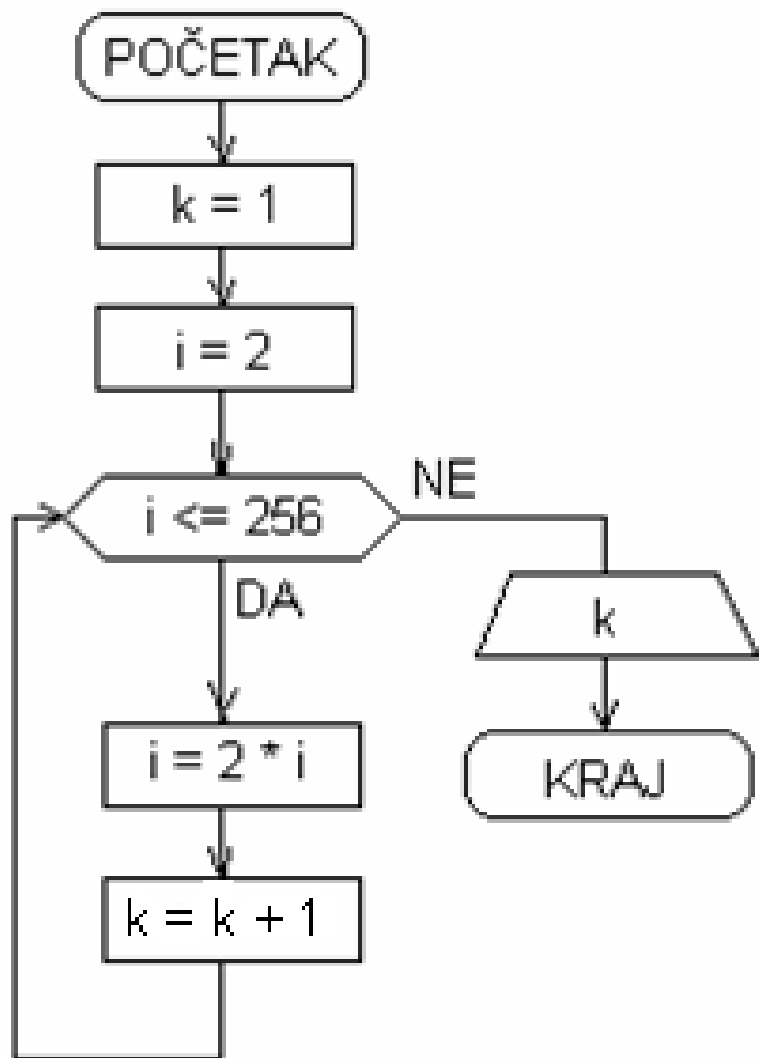 POČETAK
k = 1
i = 2
i <= 256
NE
DA
k
i = 2 * i
KRAJ
k = k + 1